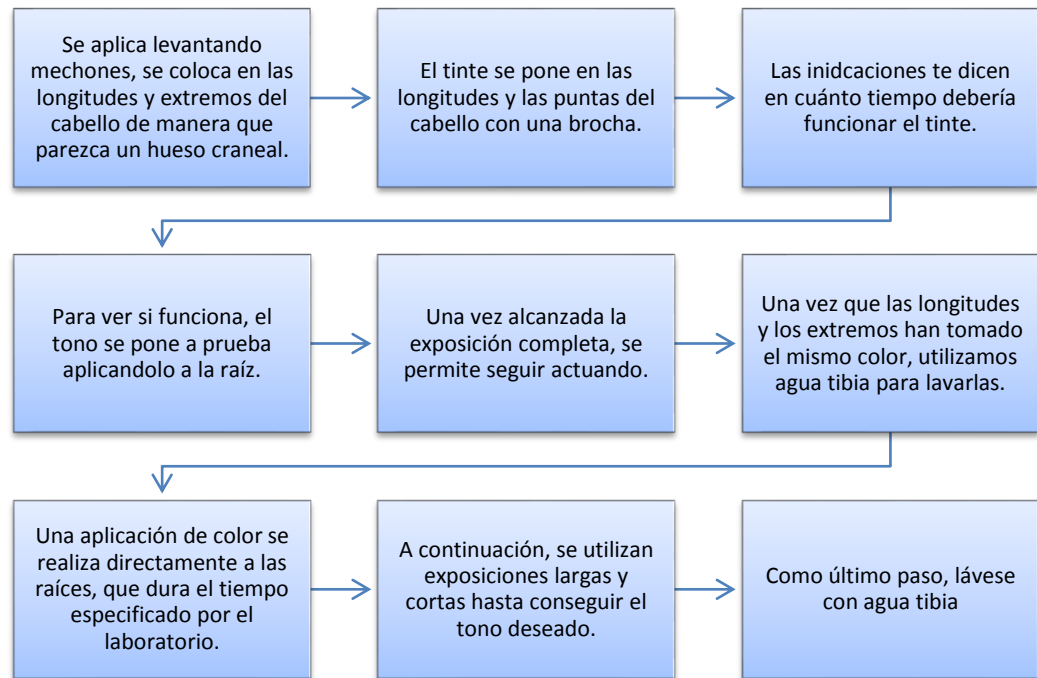 Se aplica levantando
mechones, se coloca en las
longitudes y extremos del
cabello de manera que
parezca un hueso craneal.
El tinte se pone en las
longitudes y las puntas del
cabello con una brocha.
Las inidcaciones te dicen
en cuánto tiempo debería
funcionar el tinte.
Para ver si funciona, el
tono se pone a prueba
aplicandolo a la raíz.
Una vez alcanzada la
exposición completa, se
permite seguir actuando.
Una vez que las longitudes
y los extremos han tomado
el mismo color, utilizamos
agua tibia para lavarlas.
Una aplicación de color se
realiza directamente a las
raíces, que dura el tiempo
especificado por el
laboratorio.
A continuación, se utilizan
exposiciones largas y
cortas hasta conseguir el
tono deseado.
Como último paso, lávese
con agua tibia